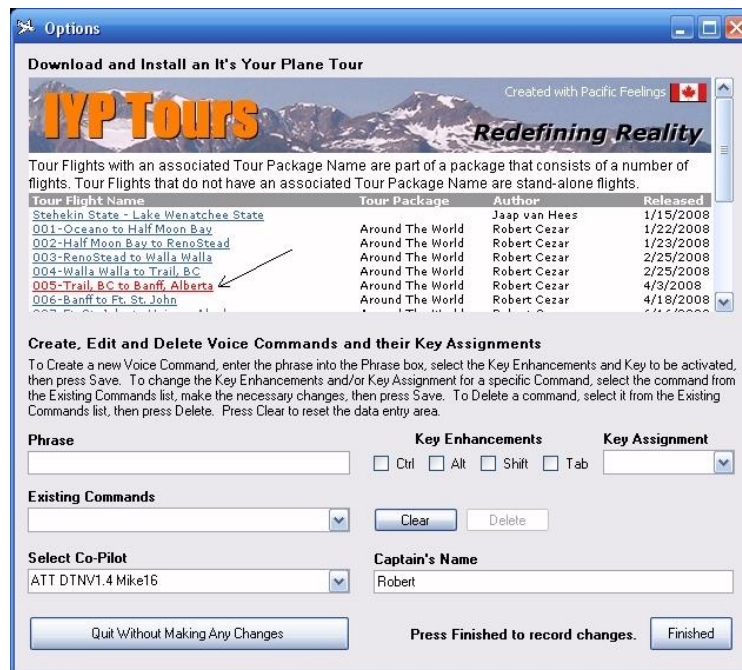 Options
Download and Install an It's Your Plane Tour
IYP Tours
Created with Pacific Feelings
Redefining Reality
Tour Flights with an associated Tour Package Name are part of a package that consists of a number of
flights. Tour Flights that do not have an associated Tour Package Name are stand-alone flights.
Tour Flight Name Tour Package Author Released
Stehekin State - Lake Wenatchee State Jaap van Hees 1/15/2008
001-Oceano to Half Moon Bay Around The World Robert Cezar 1/22/2008
002-Half Moon Bay to RenoStead Around The World Robert Cezar 1/23/2008
003-RenoStead to Walla Walla Around The World Robert Cezar 2/25/2008
004-Walla Walla to Trail, BC Around The World Robert Cezar 2/25/2008
005-Trail, BC to Banff, Alberta Around The World Robert Cezar 4/3/2008
006-Banff to Ft. St. John Around The World Robert Cezar 4/18/2008
Create, Edit and Delete Voice Commands and their Key Assignments
To Create a new Voice Command, enter the phrase into the Phrase box, select the Key Enhancements and Key to be activated,
then press Save. To change the Key Enhancements and/or Key Assignment for a specific Command, select the command from
the Existing Commands list, make the necessary changes, then press Save. To Delete a command, select it from the Existing
Commands list, then press Delete. Press Clear to reset the data entry area.
Phrase Key Enhancements Key Assignment
Ctrl Alt Shift Tab
Existing Commands
Clear Delete
Select Co-Pilot Captain's Name
ATT DTNV1.4 Mike16 Robert
Quit Without Making Any Changes Press Finished to record changes. Finished